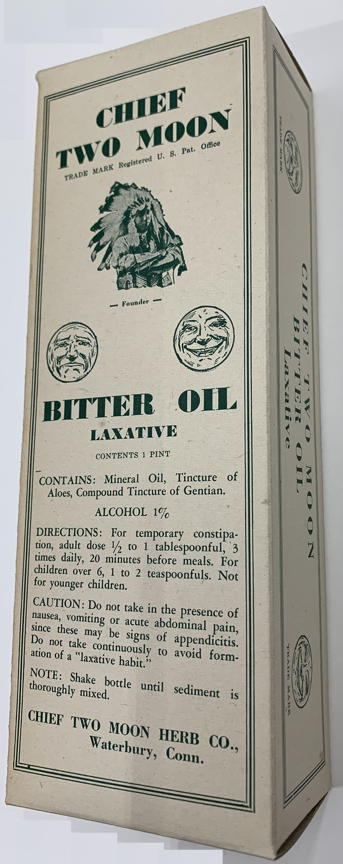 CHIEF
TWO MOON
TRADE MARK Registered U. S. Pat. Office
— Founder —
BITTER OIL
LAXATIVE
CONTENTS 1 PINT
CONTAINS: Mineral Oil, Tincture of
Aloes, Compound Tincture of Gentian.
ALCOHOL 1%
DIRECTIONS: For temporary constipa-
tion, adult dose ½ to 1 tablespoonful, 3
times daily, 20 minutes before meals. For
children over 6, 1 to 2 teaspoonfuls. Not
for younger children.
CAUTION: Do not take in the presence of
nausea, vomiting or acute abdominal pain,
since these may be signs of appendicitis.
Do not take continuously to avoid form-
ation of a "laxative habit."
NOTE: Shake bottle until sediment is
thoroughly mixed.
CHIEF TWO MOON HERB CO.,
Waterbury, Conn.
TRADE MARK
CHIEF TWO MOON
BITTER OIL
Laxative
TRADE MARK